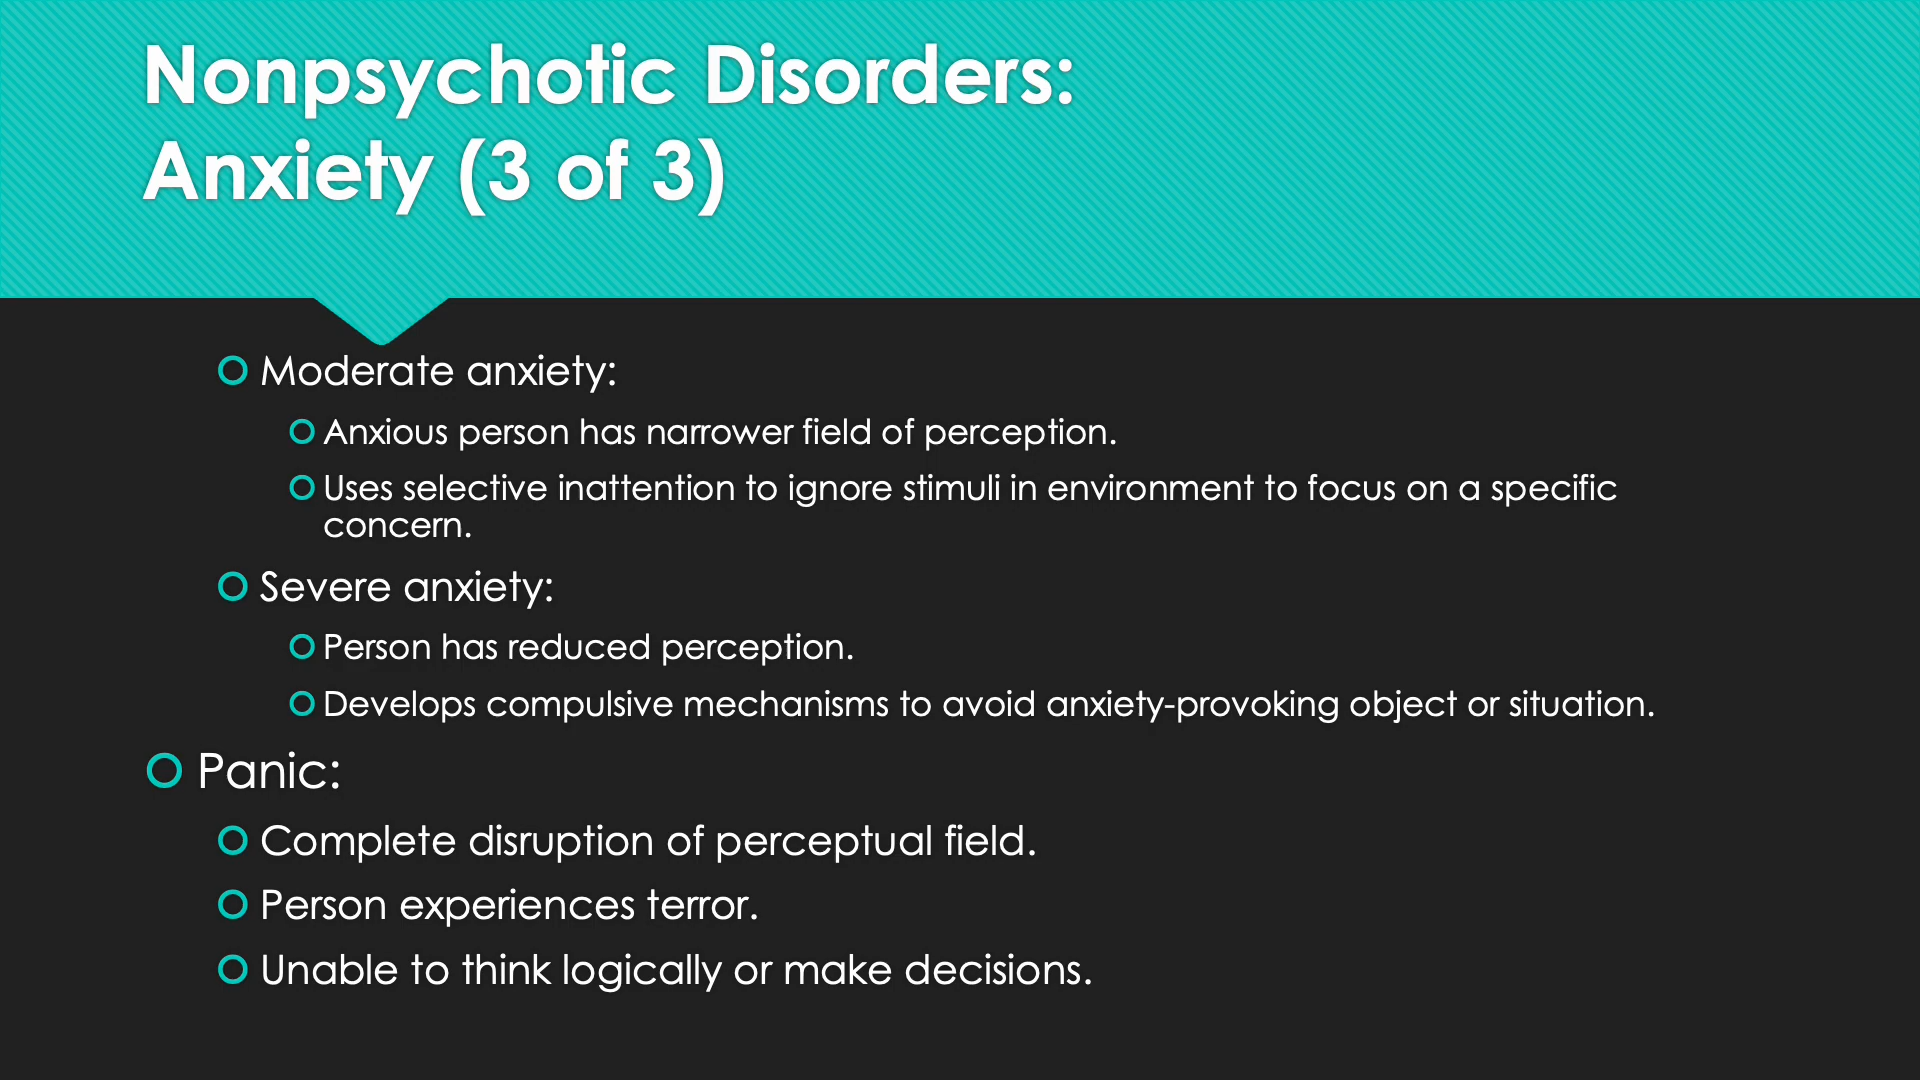 Nonpsychotic Disorders:
Anxiety (3 of 3)
Moderate anxiety:
Anxious person has narrower field of perception.
Uses selective inattention to ignore stimuli in environment to focus on a specific
concern.
Severe anxiety:
Person has reduced perception.
Develops compulsive mechanisms to avoid anxiety-provoking object or situation.
Panic:
Complete disruption of perceptual field.
Person experiences terror.
Unable to think logically or make decisions.